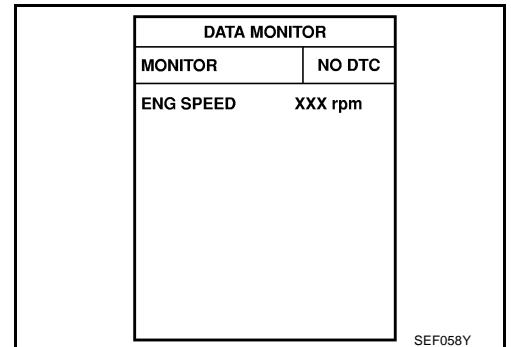 DATA MONITOR
MONITOR NO DTC
ENG SPEED XXX rpm
SEF058Y